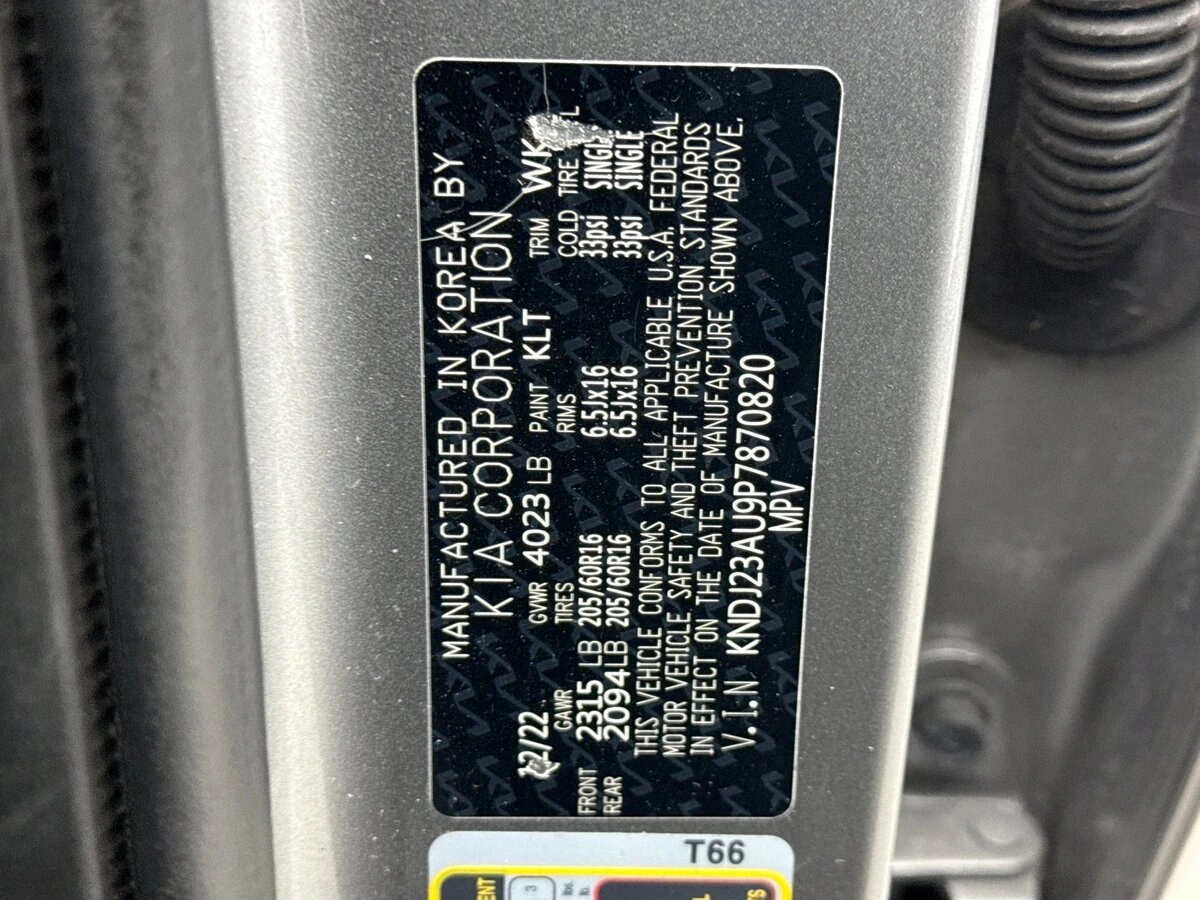 MANUFACTURED IN KOREA BY
KIA CORPORATION
12/22 GVWR 4023 LB PAINT KLT TRIM WK
GAWR TIRES RIMS COLD TIRE
FRONT 2315 LB 205/60R16 6.5Jx16 33psi SINGLE
REAR 2094LB 205/60R16 6.5Jx16 33psi SINGLE
THIS VEHICLE CONFORMS TO ALL APPLICABLE U.S.A. FEDERAL
MOTOR VEHICLE SAFETY AND THEFT PREVENTION STANDARDS
IN EFFECT ON THE DATE OF MANUFACTURE SHOWN ABOVE.
V.I.N KNDJ23AU9P7870820
MPV
T66